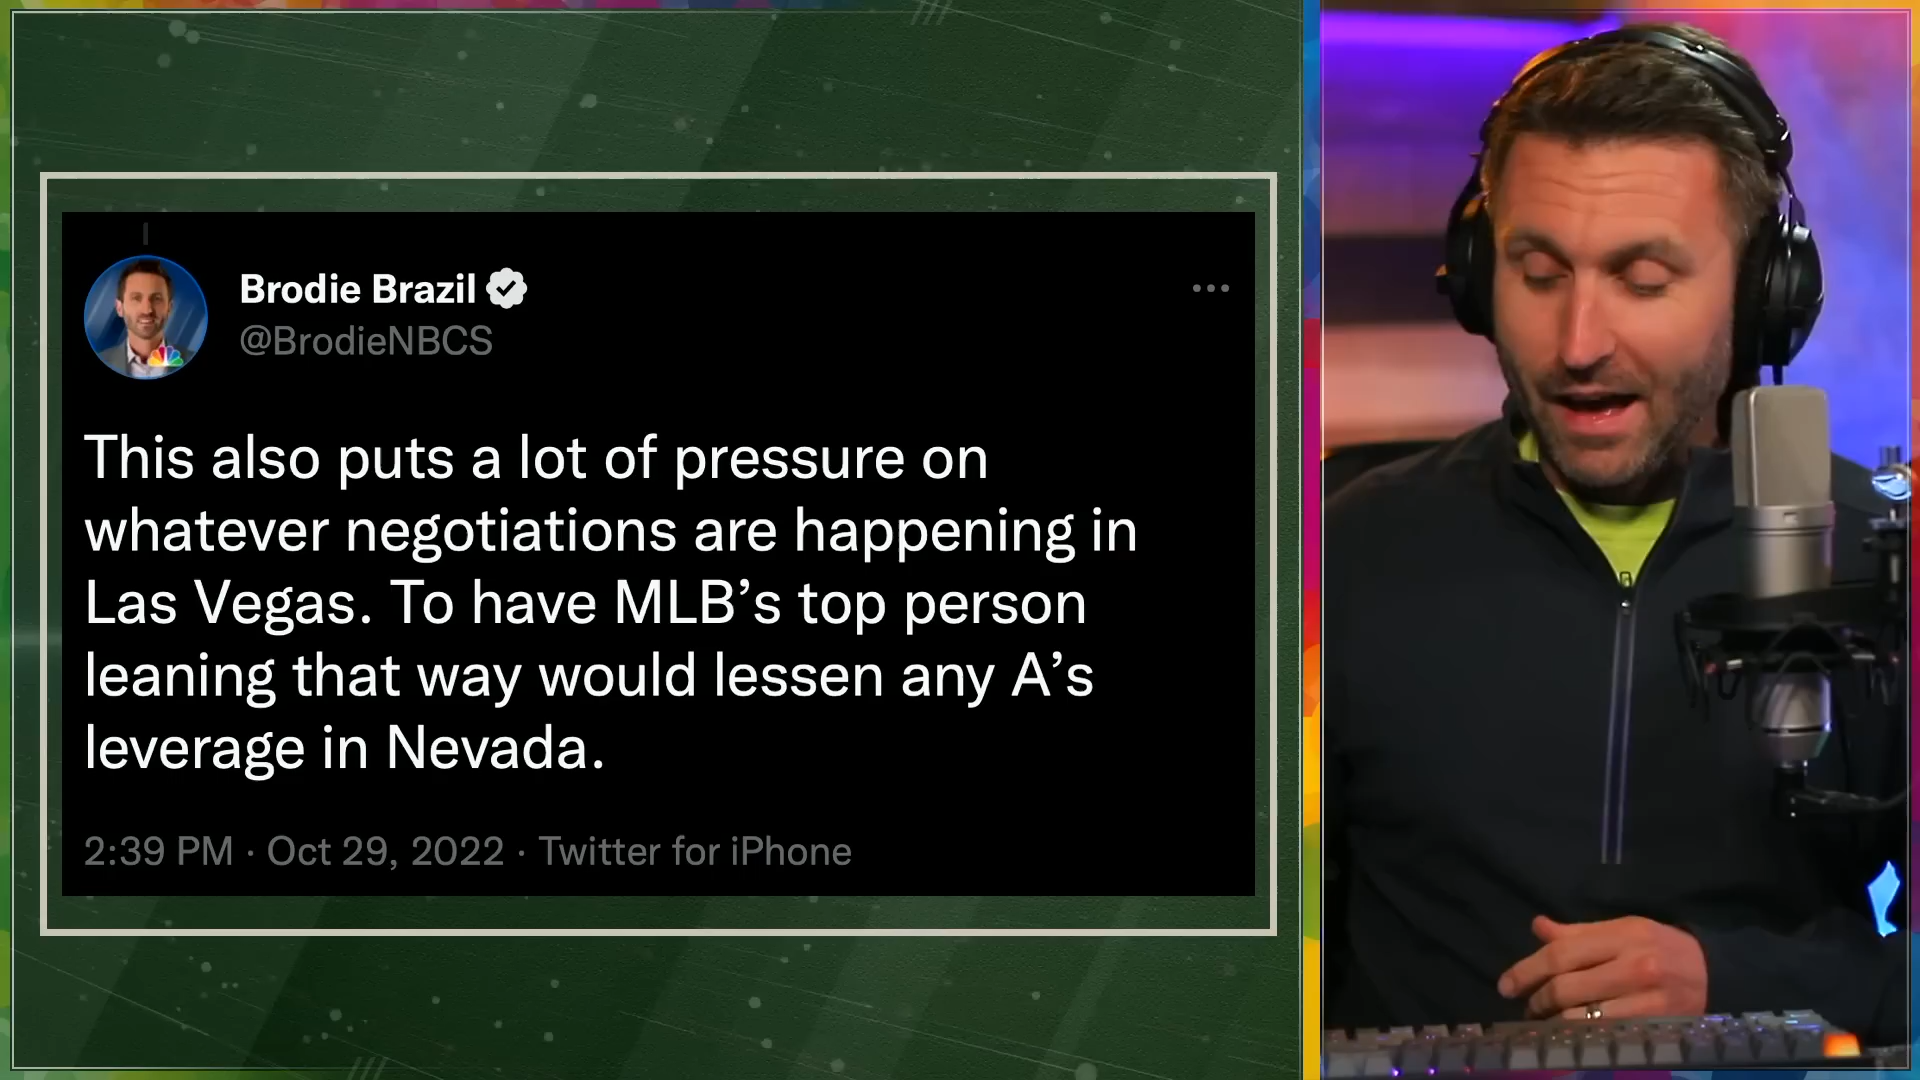 Brodie Brazil
@BrodieNBCS
This also puts a lot of pressure on
whatever negotiations are happening in
Las Vegas. To have MLB’s top person
leaning that way would lessen any A’s
leverage in Nevada.
2:39 PM · Oct 29, 2022 · Twitter for iPhone